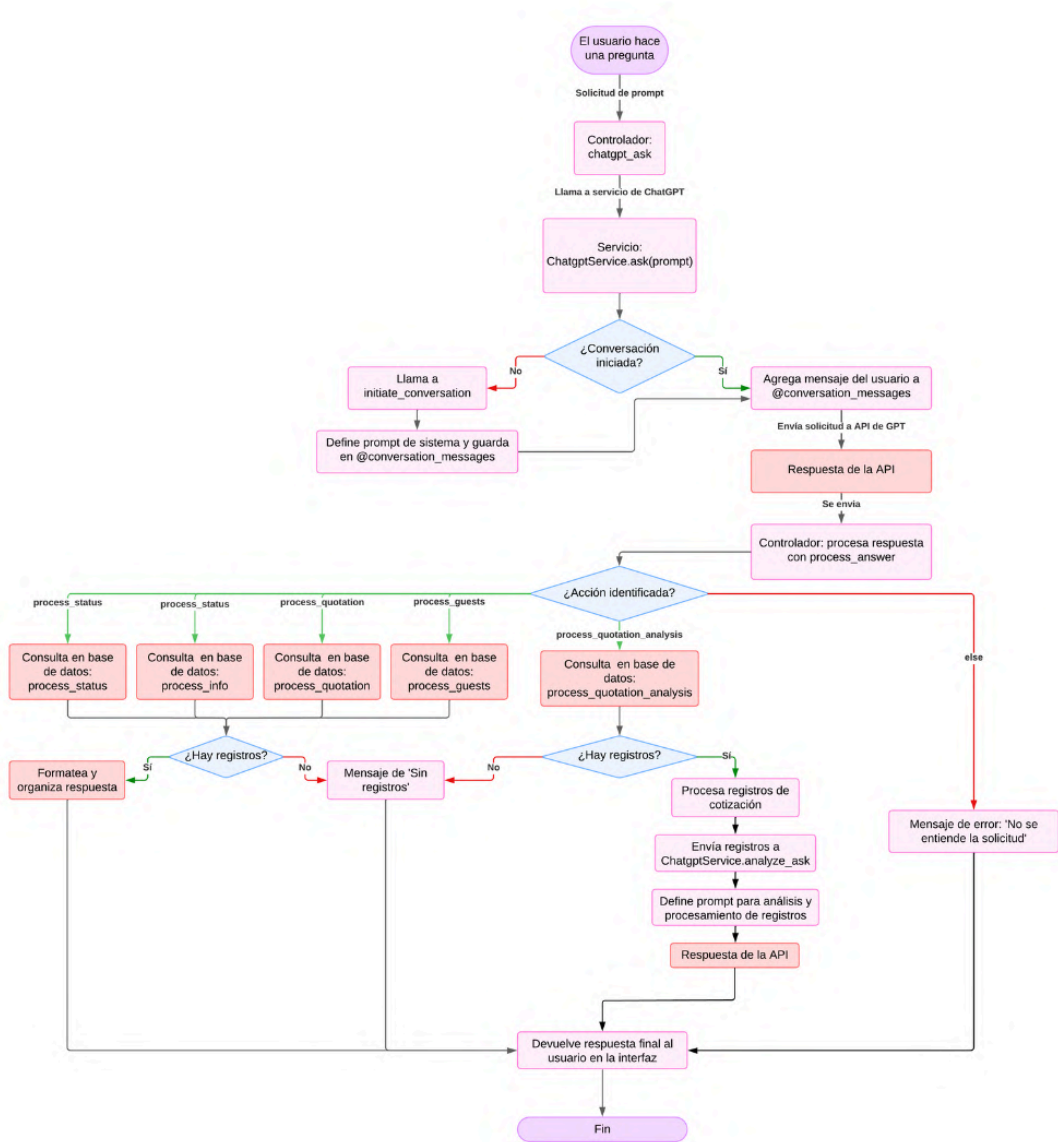 El usuario hace
una pregunta
Solicitud de prompt
Controlador:
chatgpt_ask
Llama a servicio de ChatGPT
Servicio:
ChatgptService.ask(prompt)
¿Conversación
iniciada?
No
Sí
Llama a
initiate_conversation
Agrega mensaje del usuario a
@conversation_messages
Define prompt de sistema y guarda
en @conversation_messages
Envía solicitud a API de GPT
Respuesta de la API
Se envia
Controlador: procesa respuesta
con process_answer
¿Acción identificada?
process_status
process_status
process_quotation
process_guests
process_quotation_analysis
else
Consulta en base
de datos:
process_status
Consulta en base
de datos:
process_info
Consulta en base
de datos:
process_quotation
Consulta en base
de datos:
process_guests
Consulta en base de
datos:
process_quotation_analysis
¿Hay registros?
Sí
No
¿Hay registros?
No
Sí
Formatea y
organiza respuesta
Mensaje de 'Sin
registros'
Procesa registros de
cotización
Mensaje de error: 'No se
entiende la solicitud'
Envía registros a
ChatgptService.analyze_ask
Define prompt para análisis y
procesamiento de registros
Respuesta de la API
Devuelve respuesta final al
usuario en la interfaz
Fin